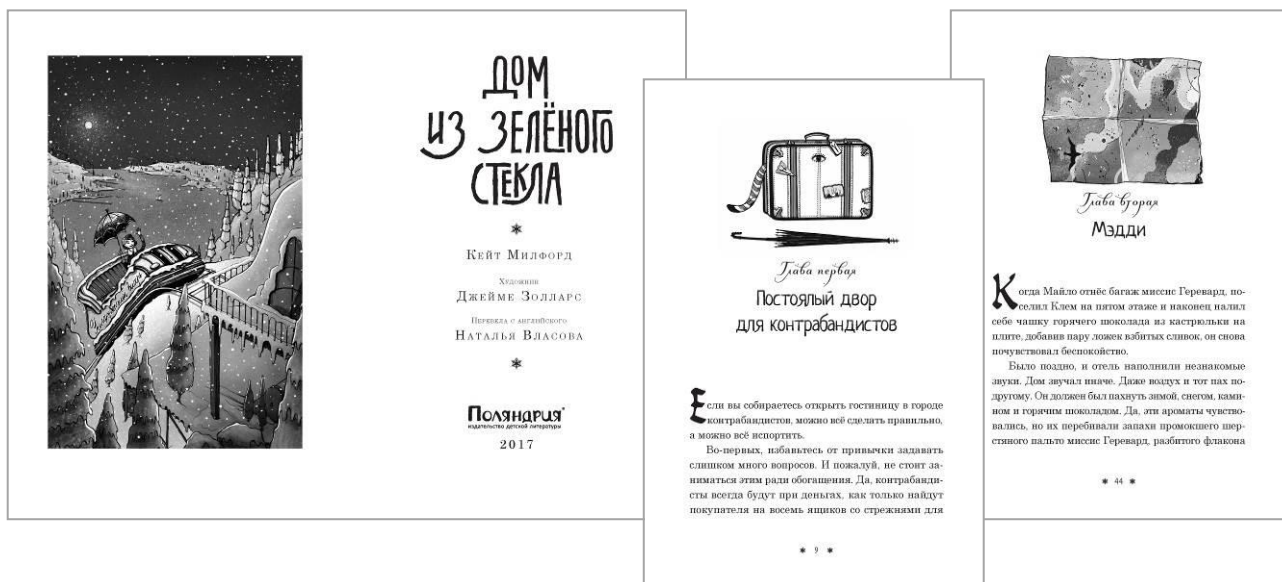 ДОМ
ИЗ ЗЕЛЁНОГО
СТЕКЛА
Кейт Милфорд
Художник
Джейме Золларс
Перевела с английского
Наталья Власова
Поляндрия
издательство детской литературы
2017
Глава первая
Постоялый двор
для контрабандистов
Если вы собираетесь открыть гостиницу в городе
контрабандистов, можно всё сделать правильно,
а можно всё испортить.
Во-первых, избавьтесь от привычки задавать
слишком много вопросов. И пожалуй, не стоит за-
ниматься этим ради обогащения. Да, контрабанди-
сты всегда будут при деньгах, как только найдут
покупателя на восемь ящиков со стрежнями для
* 9 *
Глава вторая
Мэдди
Когда Майло отнёс багаж миссис Геревард, по-
селил Клем на пятом этаже и наконец налил
себе чашку горячего шоколада из кастрюльки на
плите, добавив пару ложек взбитых сливок, он снова
почувствовал беспокойство.
Было поздно, и отель наполнили незнакомые
звуки. Дом звучал иначе. Даже воздух и тот пах по-
другому. Он должен был пахнуть зимой, снегом, ками-
ном и горячим шоколадом. Да, эти ароматы чувство-
вались, но их перебивали запахи промокшего шер-
стяного пальто миссис Геревард, разбитого флакона
* 44 *